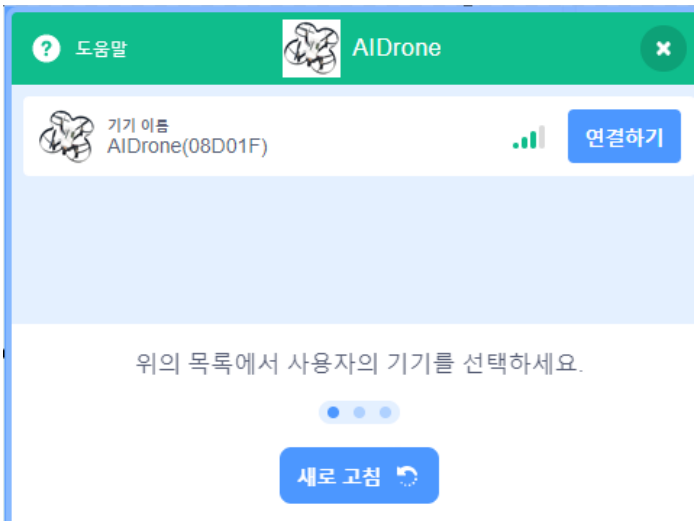 도움말
AIDrone
기기 이름
AIDrone(08D01F)
연결하기
위의 목록에서 사용자의 기기를 선택하세요.
새로 고침